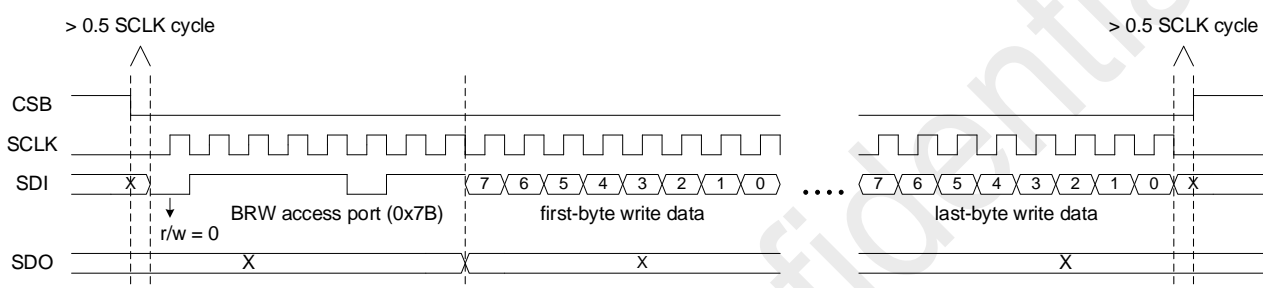 > 0.5 SCLK cycle > 0.5 SCLK cycle
CSB
SCLK
SDI X 7 6 5 4 3 2 1 0 .... 7 6 5 4 3 2 1 0 X
BRW access port (0x7B) first-byte write data last-byte write data
r/w = 0
SDO X X X
fidential